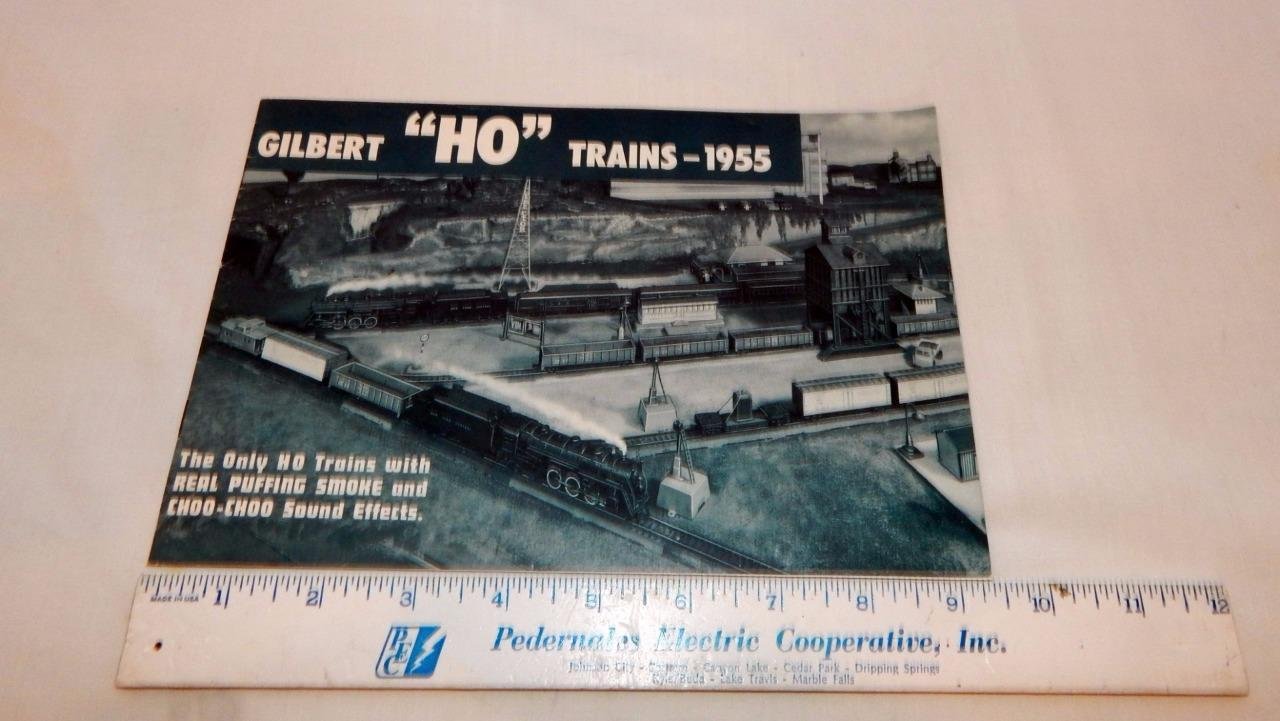 GILBERT “HO” TRAINS – 1955
The Only HO Trains with
REAL PUFFING SMOKE and
CHOO-CHOO Sound Effects.
MADE IN USA
1 2 3 4 5 6 7 8 9 10 11 12
PEC
Pedernales Electric Cooperative, Inc.
Johnson City - Canyon Lake - Cedar Park - Dripping Springs
Kyle/Buda - Lake Travis - Marble Falls